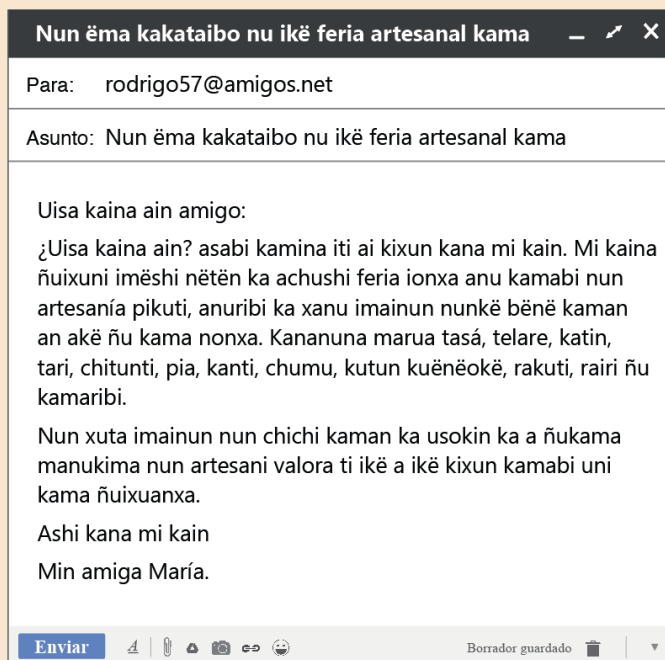 Nun ëma kakataibo nu ikë feria artesanal kama
Para: rodrigo57@amigos.net
Asunto: Nun ëma kakataibo nu ikë feria artesanal kama
Uisa kaina ain amigo:
¿Uisa kaina ain? asabi kamina iti ai kixun kana mi kain. Mi kaina
ñuixuni imëshi nëtën ka achushi feria ionxa anu kamabi nun
artesanía pikuti, anuribi ka xanu imainun nunkë bënë kaman
an akë ñu kama nonxa. Kananuna marua tasá, telare, katin,
tari, chitunti, pia, kanti, chumu, kutun kuënëokë, rakuti, rairi ñu
kamaribi.
Nun xuta imainun nun chichi kaman ka usokin ka a ñukama
manukima nun artesani valora ti ikë a ikë kixun kamabi uni
kama ñuixuanxa.
Ashi kana mi kain
Min amiga María.
Enviar A Borrador guardado